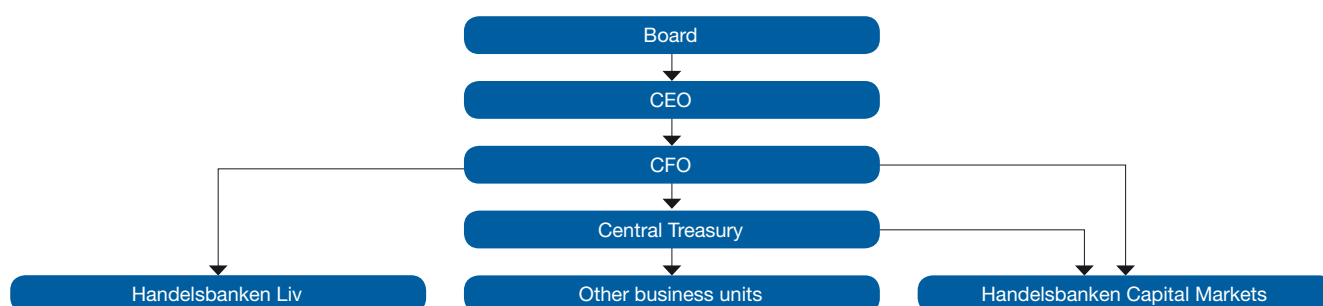 Board
CEO
CFO
Central Treasury
Handelsbanken Liv
Other business units
Handelsbanken Capital Markets